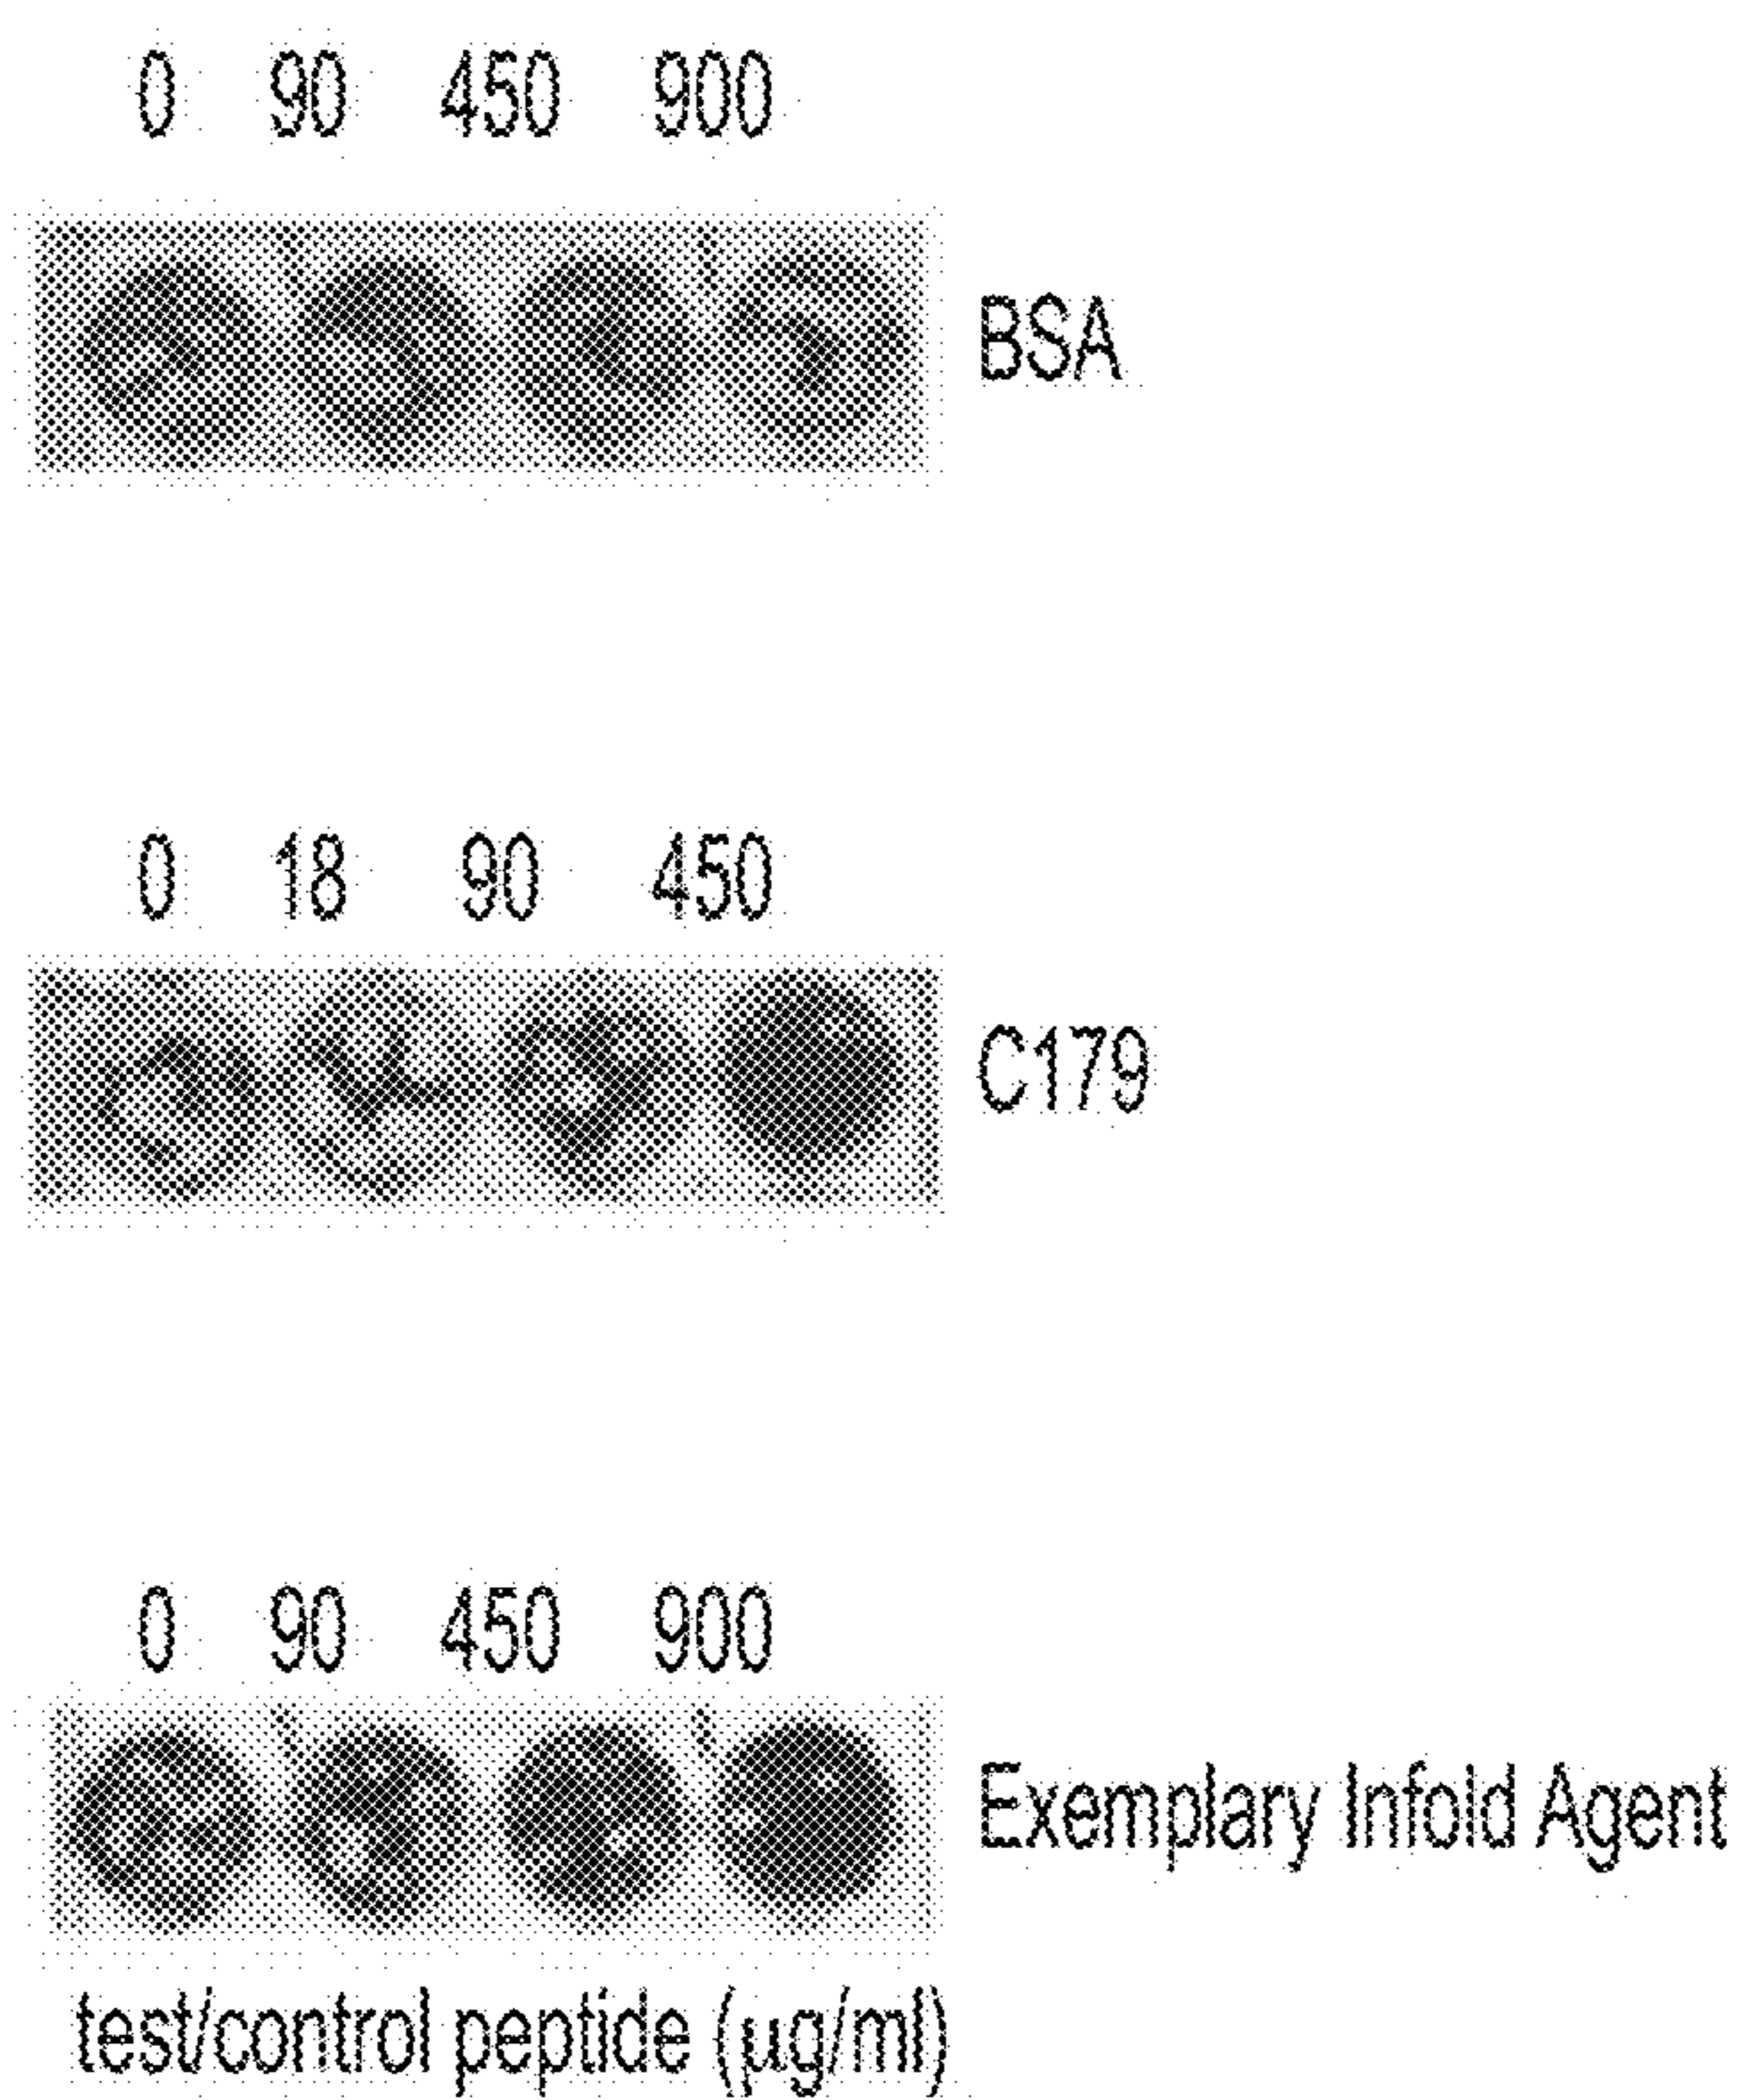 0 90 450 900
BSA
0 18 90 450
C179
0 90 450 900
Exemplary Infold Agent
test/control peptide (µg/ml)